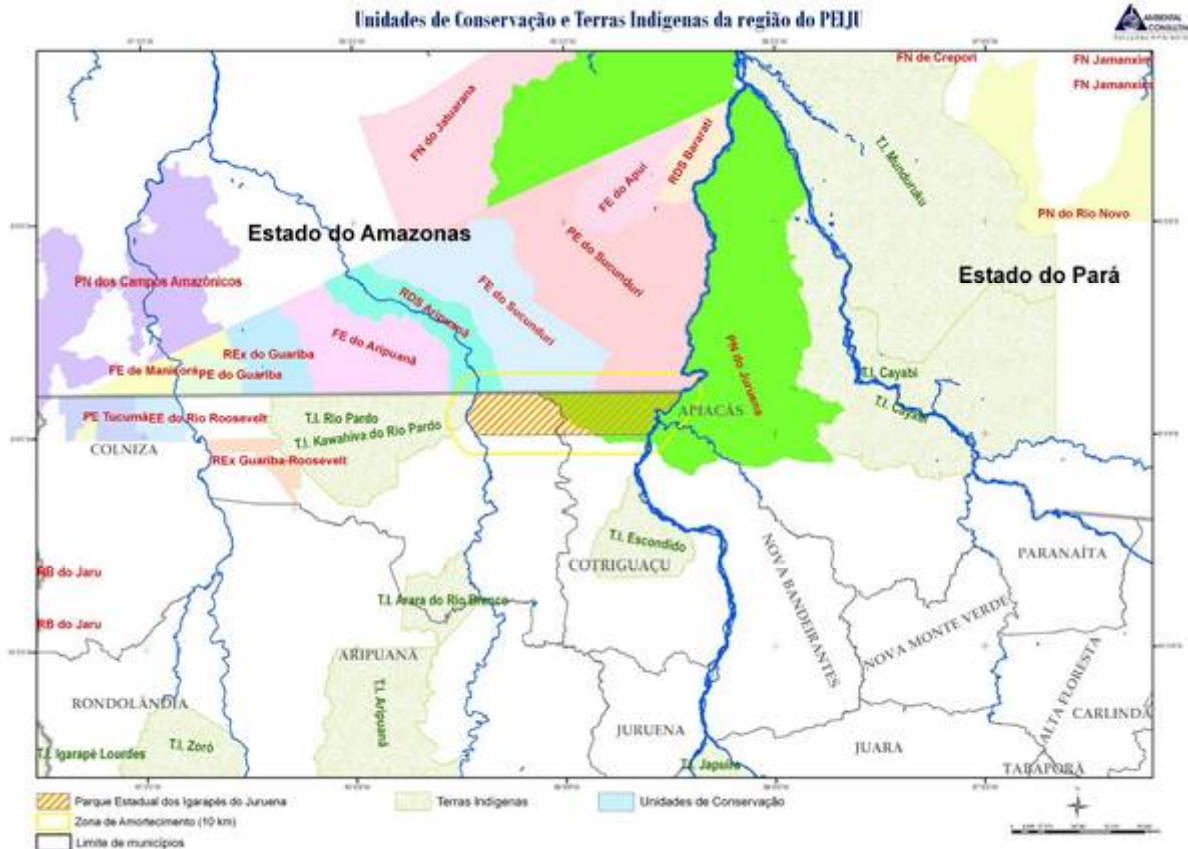 Unidades de Conservação e Terras Indígenas da região do PEIJU
AMBIENTAL
CONSULTING
FN de Crepori
FN Jamanxim
FN Jamanxim
FN do Jatuarana
RDS Bararati
FE do Apui
T.I. Munduruku
PN do Rio Novo
Estado do Amazonas
PE do Sucunduri
Estado do Pará
PN dos Campos Amazônicos
RDS Aripuanã
FE do Sucunduri
FE do Aripuanã
REx do Guariba
FE de Manicoré
PE do Guariba
PN do Juruena
T.I. Cayabi
T.I. Cayabi
PE Tucumã
EE do Rio Roosevelt
T.I. Rio Pardo
T.I. Kawahiva do Rio Pardo
APIACÁS
COLNIZA
REx Guariba-Roosevelt
T.I. Escondido
COTRIGUAÇU
NOVA BANDEIRANTES
PARANAÍTA
NOVA MONTE VERDE
RB do Jaru
T.I. Arara do Rio Branco
RB do Jaru
ARIPUANÃ
T.I. Aripuanã
ALTA FLORESTA
RONDOLÂNDIA
CARLINDA
JURUENA
JUARA
T.I. Zoró
T.I. Igarapé Lourdes
T.I. Japuira
TABAPORÃ
Parque Estadual dos Igarapés do Juruena
Terras Indígenas
Unidades de Conservação
Zona de Amortecimento (10 km)
Limite de municípios